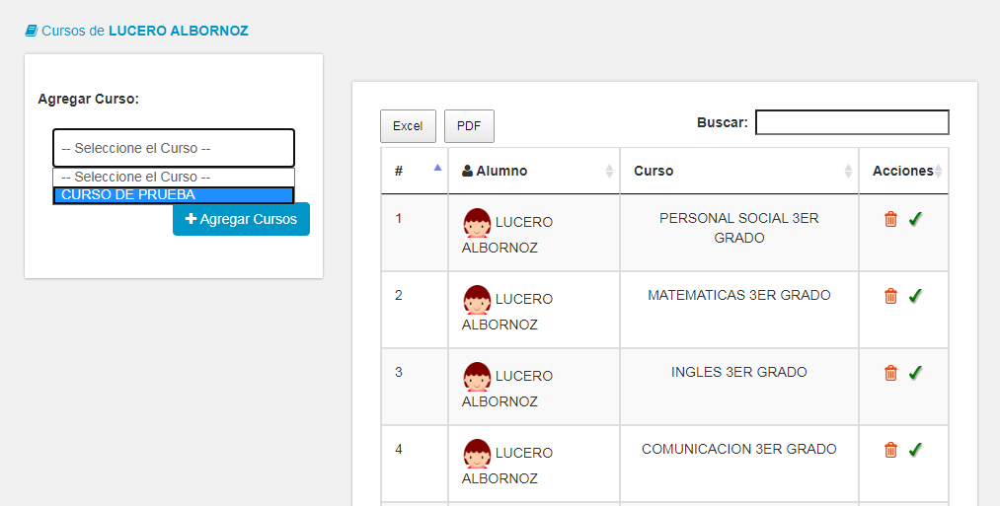 Cursos de LUCERO ALBORNOZ
Agregar Curso:
-- Seleccione el Curso --
-- Seleccione el Curso --
CURSO DE PRUEBA
Agregar Cursos
Excel PDF Buscar:
# Alumno Curso Acciones
1 LUCERO ALBORNOZ PERSONAL SOCIAL 3ER GRADO
2 LUCERO ALBORNOZ MATEMATICAS 3ER GRADO
3 LUCERO ALBORNOZ INGLES 3ER GRADO
4 LUCERO ALBORNOZ COMUNICACION 3ER GRADO